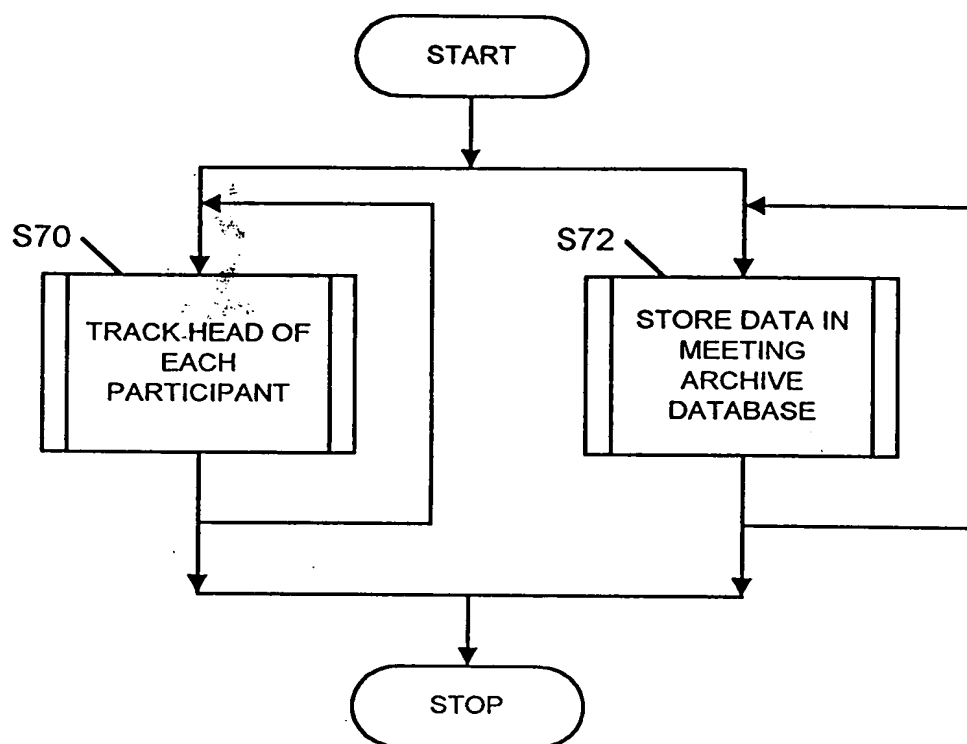 START
S70
TRACK HEAD OF
EACH
PARTICIPANT
S72
STORE DATA IN
MEETING
ARCHIVE
DATABASE
STOP